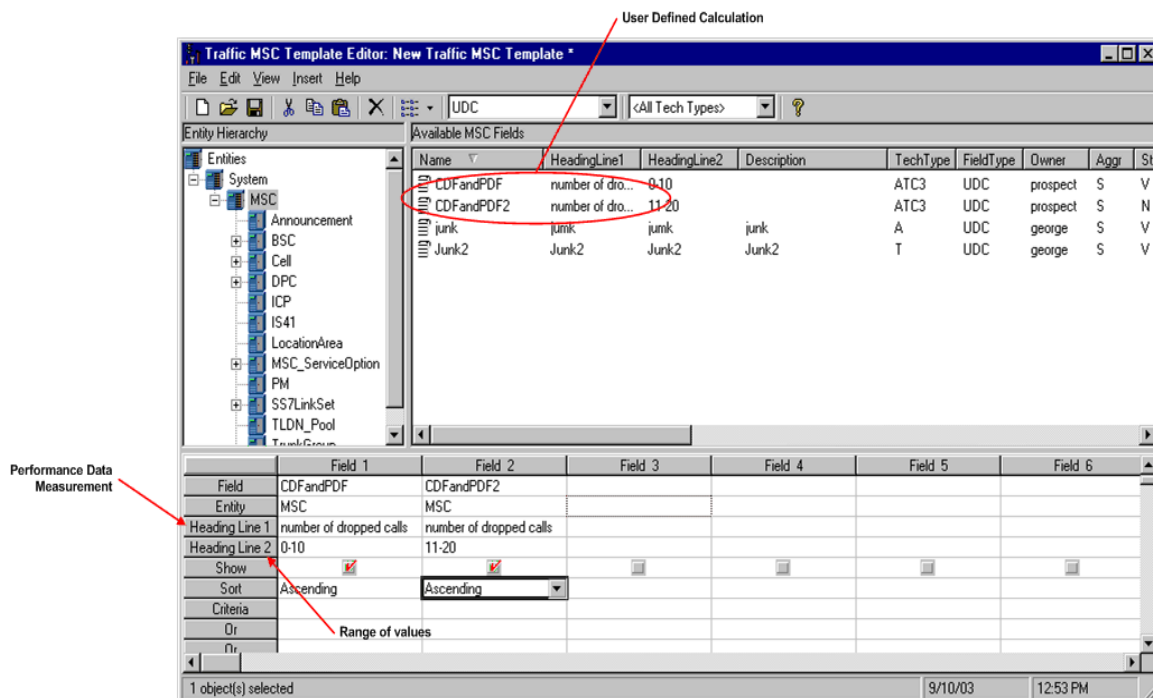 User Defined Calculation
Traffic MSC Template Editor: New Traffic MSC Template *
File Edit View Insert Help
UDC <All Tech Types>
Entity Hierarchy
Available MSC Fields
Entities
System
MSC
Announcement
BSC
Cell
DPC
ICP
IS41
LocationArea
MSC_ServiceOption
PM
SS7LinkSet
TLDN_Pool
TrunkGroup
Name HeadingLine1 HeadingLine2 Description TechType FieldType Owner Aggr St
CDFandPDF number of dro... 0-10 ATC3 UDC prospect S V
CDFandPDF2 number of dro... 11-20 ATC3 UDC prospect S N
junk jumk jumk junk A UDC george S V
Junk2 Junk2 Junk2 Junk2 T UDC george S V
Performance Data
Measurement
Field 1 Field 2 Field 3 Field 4 Field 5 Field 6
Field CDFandPDF CDFandPDF2
Entity MSC MSC
Heading Line 1 number of dropped calls number of dropped calls
Heading Line 2 0-10 11-20
Show
Sort Ascending Ascending
Criteria
Or
Or
Range of values
1 object(s) selected 9/10/03 12:53 PM